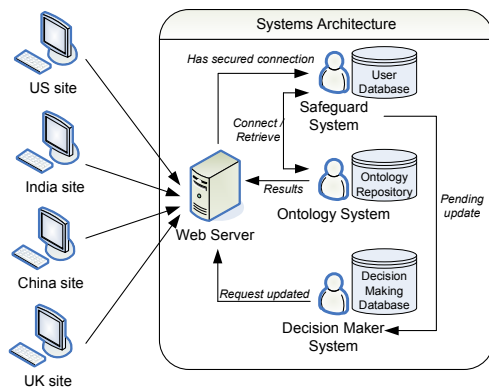 Systems Architecture
US site
India site
China site
UK site
Has secured connection
User
Database
Safeguard
System
Connect /
Retrieve
Web Server
Results
Ontology
Repository
Ontology System
Pending
update
Request updated
Decision
Making
Database
Decision Maker
System